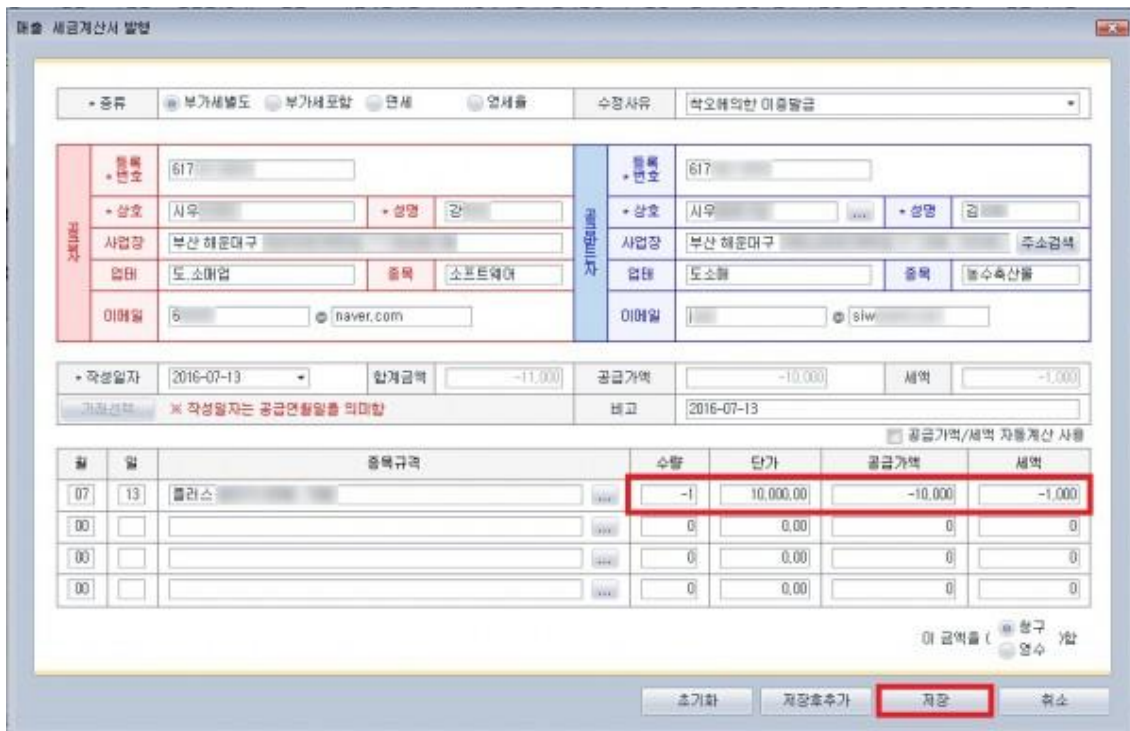 매출 세금계산서 발행
* 종류 부가세별도 부가세포함 면세 영세율 수정사유 착오에의한 이중발급
공급자 공급받는자
* 등록번호 617 * 등록번호 617
* 상호 시우 * 성명 강 * 상호 시우 ... * 성명 김
사업장 부산 해운대구 사업장 부산 해운대구 주소검색
업태 도.소매업 종목 소프트웨어 업태 도소매 종목 농수축산물
이메일 6 @ naver.com 이메일 j @ siw
* 작성일자 2016-07-13 합계금액 -11,000 공급가액 -10,000 세액 -1,000
거래선택 ※ 작성일자는 공급연월일을 의미함 비고 2016-07-13
공급가액/세액 자동계산 사용
월 일 종목규격 수량 단가 공급가액 세액
07 13 플러스 ... -1 10,000.00 -10,000 -1,000
00 ... 0 0.00 0 0
00 ... 0 0.00 0 0
00 ... 0 0.00 0 0
이 금액을 ( 청구 영수 )함
초기화 저장후추가 저장 취소